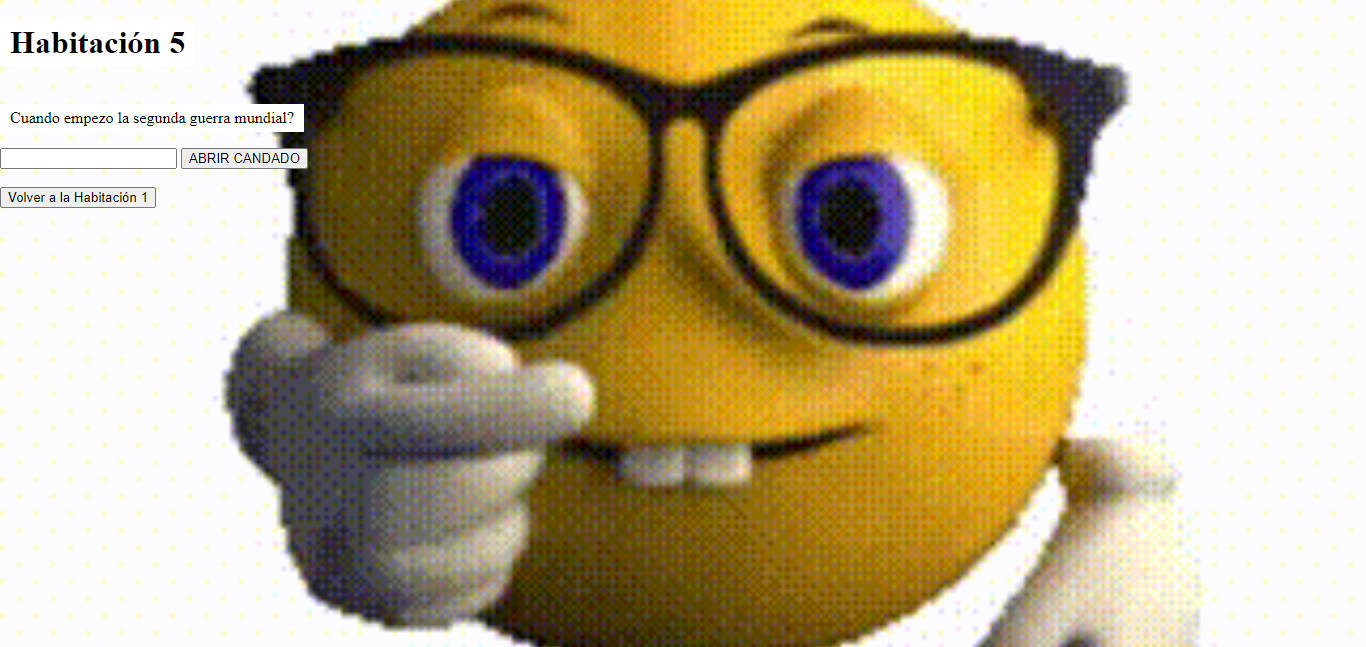 Habitación 5
Cuando empezo la segunda guerra mundial?
ABRIR CANDADO
Volver a la Habitación 1